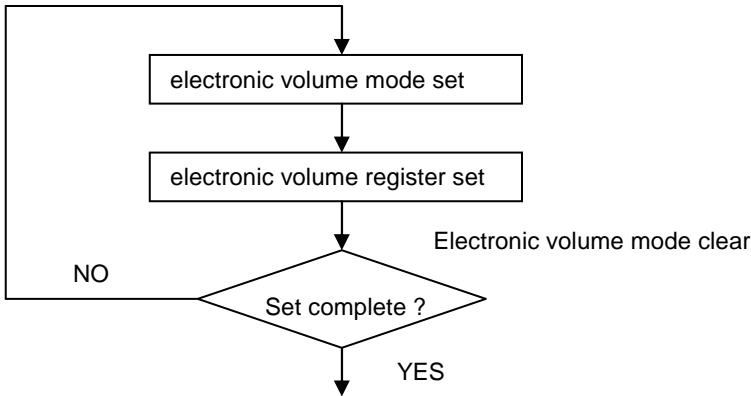 electronic volume mode set
electronic volume register set
Electronic volume mode clear
NO
Set complete ?
YES